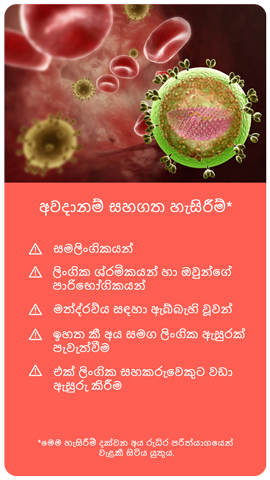 අවදානම් සහගත හැසිරීම්*
සමලිංගිකයන්
ලිංගික ශ්රමිකයන් හා ඔවුන්ගේ
පාරිභෝගිකයන්
මත්ද්රව්ය සඳහා ඇබ්බැහි වූවන්
ඉහත කී අය සමග ලිංගික ඇසුරක්
පැවැත්වීම
එක් ලිංගික සහකරුවෙකුට වඩා
ඇසුරු කිරීම
*මෙම හැසිරීම් දක්වන අය රුධිර පරිත්යාගයෙන්
වැළකී සිටිය යුතුය.